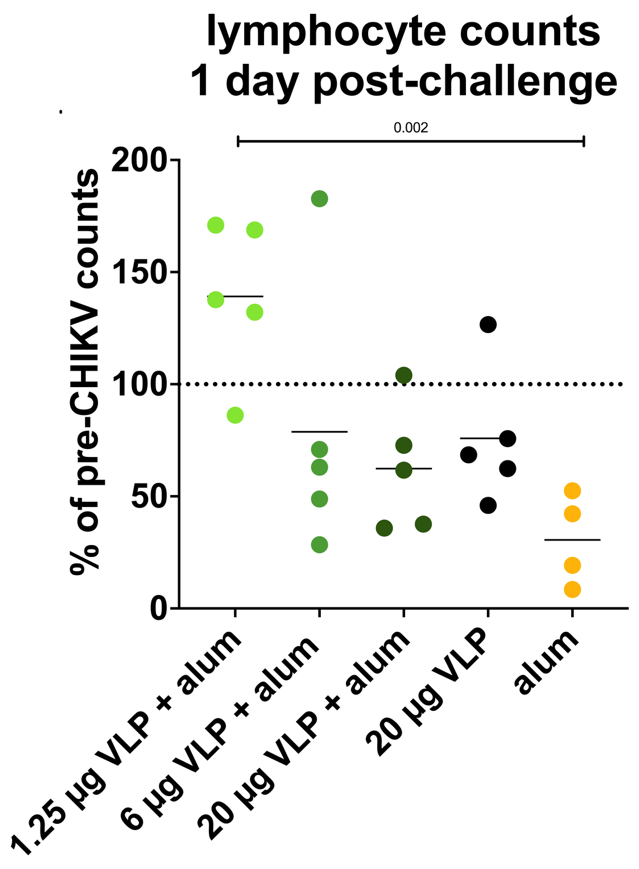 lymphocyte counts
1 day post-challenge
0.002
% of pre-CHIKV counts
200
150
100
50
0
1.25 µg VLP + alum
6 µg VLP + alum
20 µg VLP + alum
20 µg VLP
alum